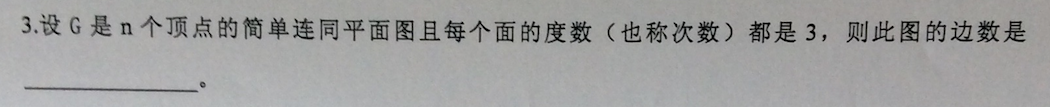 3.设 G 是 n 个顶点的简单连同平面图且每个面的度数（也称次数）都是 3，则此图的边数是
____________。